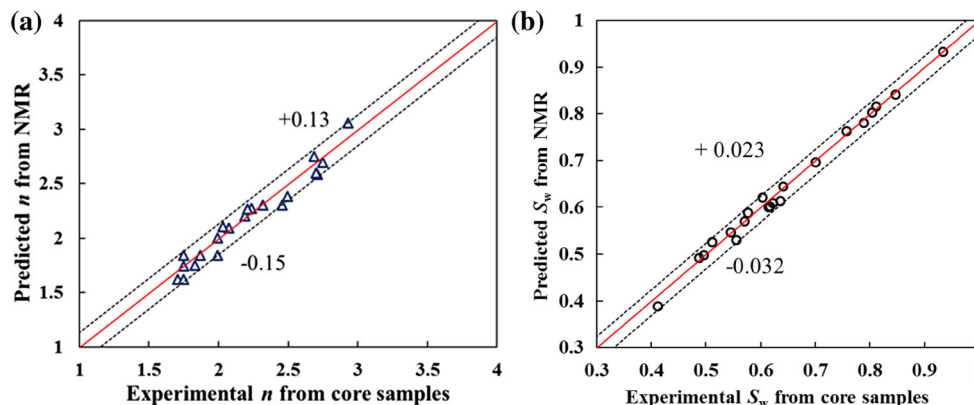 (a)
4
3.5
3
2.5
2
1.5
1
Predicted n from NMR
+0.13
-0.15
1 1.5 2 2.5 3 3.5 4
Experimental n from core samples
(b)
1
0.9
0.8
0.7
0.6
0.5
0.4
0.3
Predicted Sw from NMR
+ 0.023
-0.032
0.3 0.4 0.5 0.6 0.7 0.8 0.9
Experimental Sw from core samples